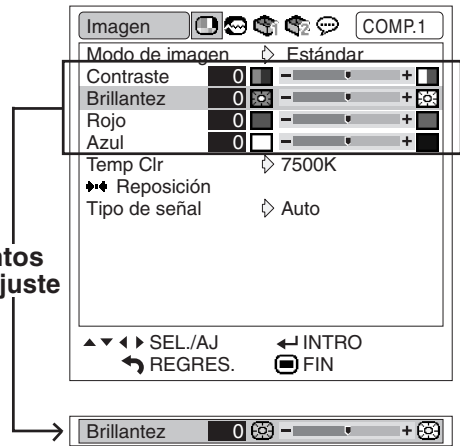 Imagen COMP.1
Modo de imagen Estándar
Contraste 0 - +
Brillantez 0 - +
Rojo 0 - +
Azul 0 - +
Temp Clr 7500K
Reposición
Tipo de señal Auto
ntos
juste
SEL./AJ INTRO
REGRES. FIN
Brillantez 0 - +